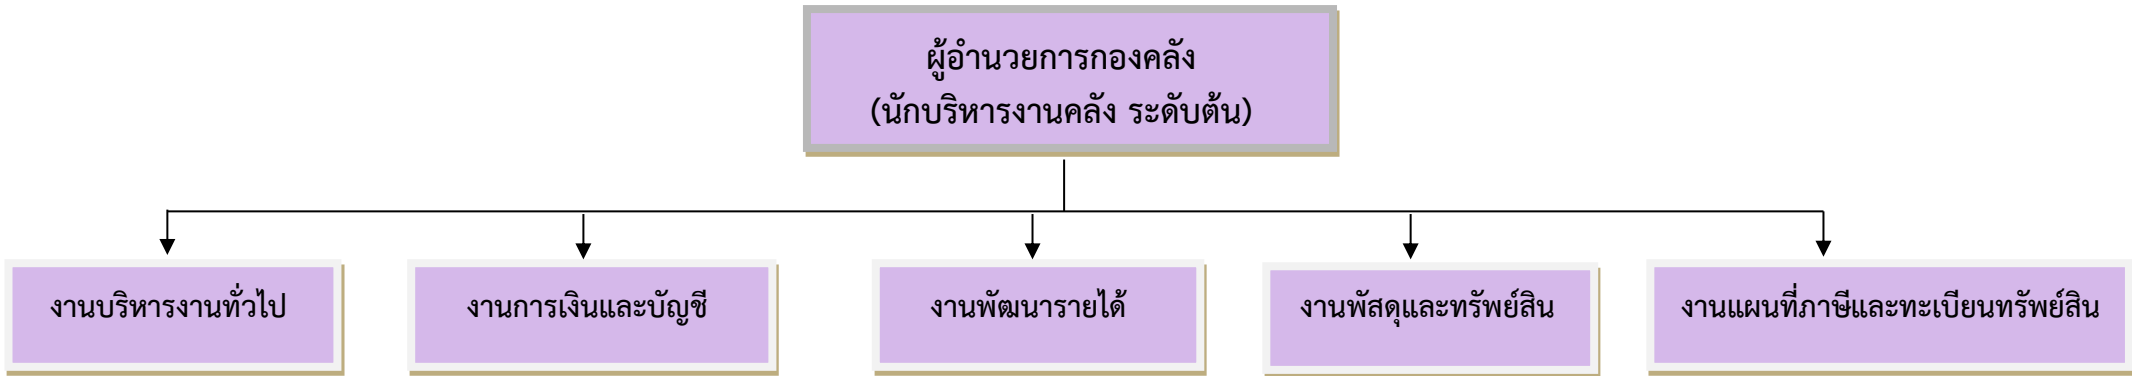 ผู้อำนวยการกองคลัง
(นักบริหารงานคลัง ระดับต้น)
งานบริหารงานทั่วไป
งานการเงินและบัญชี
งานพัฒนารายได้
งานพัสดุและทรัพย์สิน
งานแผนที่ภาษีและทะเบียนทรัพย์สิน